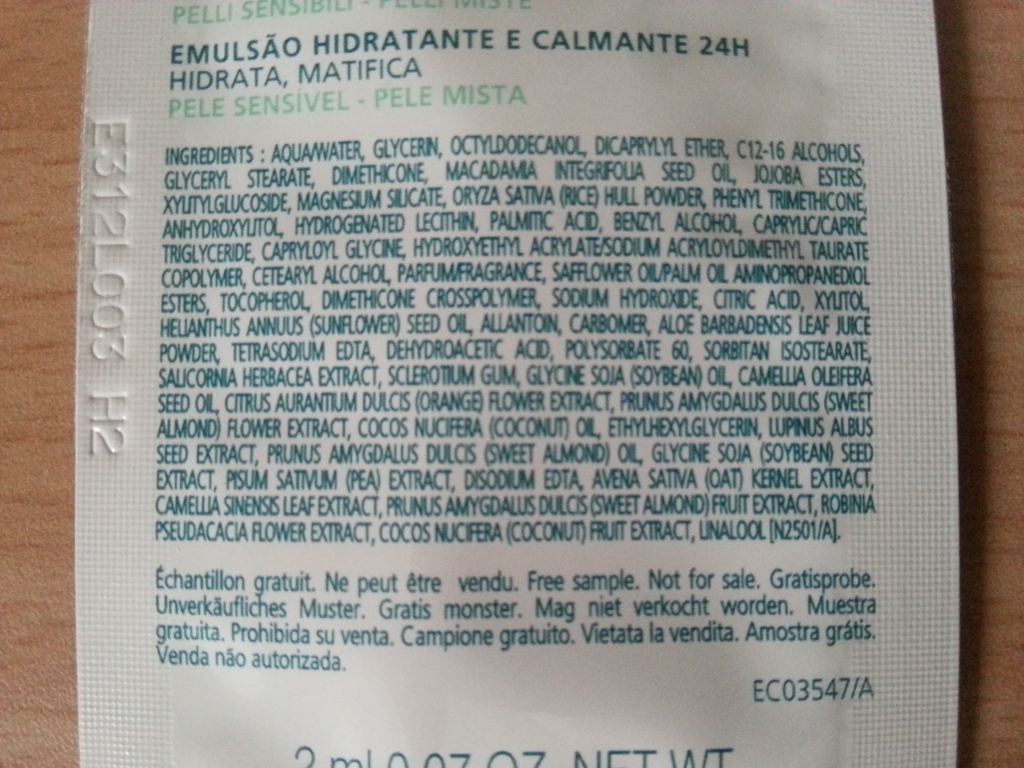 PELLI SENSIBILI - PELLI MISTE
EMULSÃO HIDRATANTE E CALMANTE 24H
HIDRATA, MATIFICA
PELE SENSÍVEL - PELE MISTA
INGREDIENTS : AQUA/WATER, GLYCERIN, OCTYLDODECANOL, DICAPRYLYL ETHER, C12-16 ALCOHOLS,
GLYCERYL STEARATE, DIMETHICONE, MACADAMIA INTEGRIFOLIA SEED OIL, JOJOBA ESTERS,
XYLITYLGLUCOSIDE, MAGNESIUM SILICATE, ORYZA SATIVA (RICE) HULL POWDER, PHENYL TRIMETHICONE,
ANHYDROXYLITOL, HYDROGENATED LECITHIN, PALMITIC ACID, BENZYL ALCOHOL, CAPRYLIC/CAPRIC
TRIGLYCERIDE, CAPRYLOYL GLYCINE, HYDROXYETHYL ACRYLATE/SODIUM ACRYLOYLDIMETHYL TAURATE
COPOLYMER, CETEARYL ALCOHOL, PARFUM/FRAGRANCE, SAFFLOWER OIL/PALM OIL AMINOPROPANEDIOL
ESTERS, TOCOPHEROL, DIMETHICONE CROSSPOLYMER, SODIUM HYDROXIDE, CITRIC ACID, XYLITOL,
HELIANTHUS ANNUUS (SUNFLOWER) SEED OIL, ALLANTOIN, CARBOMER, ALOE BARBADENSIS LEAF JUICE
POWDER, TETRASODIUM EDTA, DEHYDROACETIC ACID, POLYSORBATE 60, SORBITAN ISOSTEARATE,
SALICORNIA HERBACEA EXTRACT, SCLEROTIUM GUM, GLYCINE SOJA (SOYBEAN) OIL, CAMELLIA OLEIFERA
SEED OIL, CITRUS AURANTIUM DULCIS (ORANGE) FLOWER EXTRACT, PRUNUS AMYGDALUS DULCIS (SWEET
ALMOND) FLOWER EXTRACT, COCOS NUCIFERA (COCONUT) OIL, ETHYLHEXYLGLYCERIN, LUPINUS ALBUS
SEED EXTRACT, PRUNUS AMYGDALUS DULCIS (SWEET ALMOND) OIL, GLYCINE SOJA (SOYBEAN) SEED
EXTRACT, PISUM SATIVUM (PEA) EXTRACT, DISODIUM EDTA, AVENA SATIVA (OAT) KERNEL EXTRACT,
CAMELLIA SINENSIS LEAF EXTRACT, PRUNUS AMYGDALUS DULCIS (SWEET ALMOND) FRUIT EXTRACT, ROBINIA
PSEUDACACIA FLOWER EXTRACT, COCOS NUCIFERA (COCONUT) FRUIT EXTRACT, LINALOOL [N2501/A].
Échantillon gratuit. Ne peut être vendu. Free sample. Not for sale. Gratisprobe.
Unverkäufliches Muster. Gratis monster. Mag niet verkocht worden. Muestra
gratuita. Prohibida su venta. Campione gratuito. Vietata la vendita. Amostra grátis.
Venda não autorizada.
EC03547/A
2 ml 0.07 OZ. NET WT.
E312L003 H2